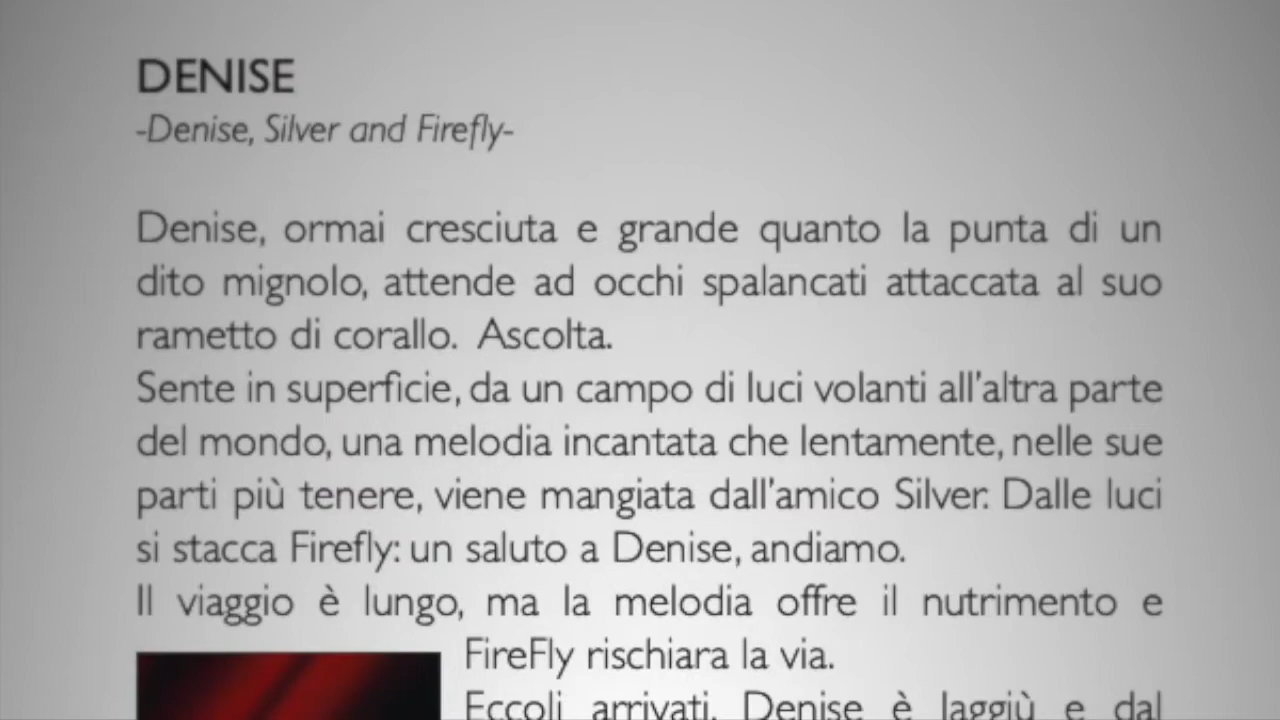 DENISE
-Denise, Silver and Firefly-
Denise, ormai cresciuta e grande quanto la punta di un
dito mignolo, attende ad occhi spalancati attaccata al suo
rametto di corallo. Ascolta.
Sente in superficie, da un campo di luci volanti all'altra parte
del mondo, una melodia incantata che lentamente, nelle sue
parti più tenere, viene mangiata dall'amico Silver. Dalle luci
si stacca Firefly: un saluto a Denise, andiamo.
Il viaggio è lungo, ma la melodia offre il nutrimento e
FireFly rischiara la via.
Eccoli arrivati. Denise è laggiù e dal